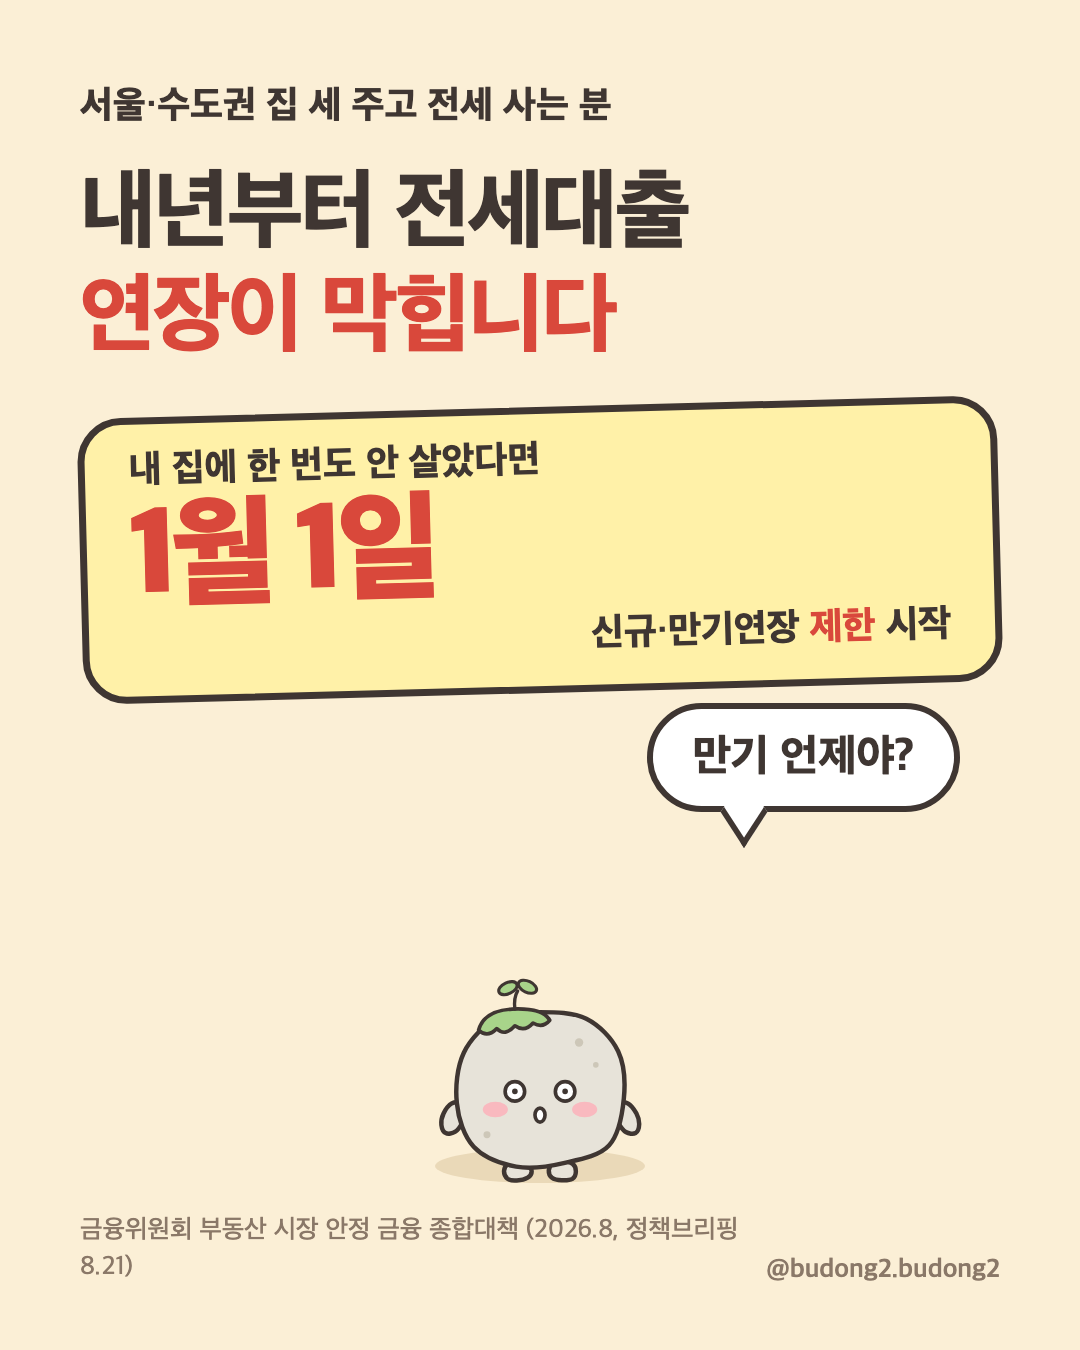 서울·수도권 집 세 주고 전세 사는 분
내년부터 전세대출
연장이 막힙니다
내 집에 한 번도 안 살았다면
1월 1일
신규·만기연장 제한 시작
만기 언제야?
금융위원회 부동산 시장 안정 금융 종합대책 (2026.8, 정책브리핑
8.21)
@budong2.budong2